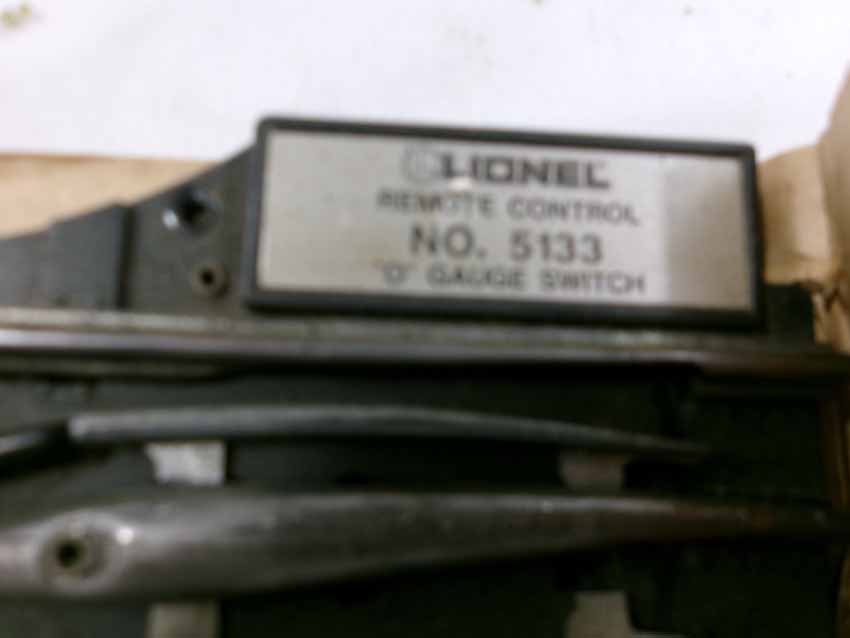 LIONEL
REMOTE CONTROL
NO. 5133
"O" GAUGE SWITCH